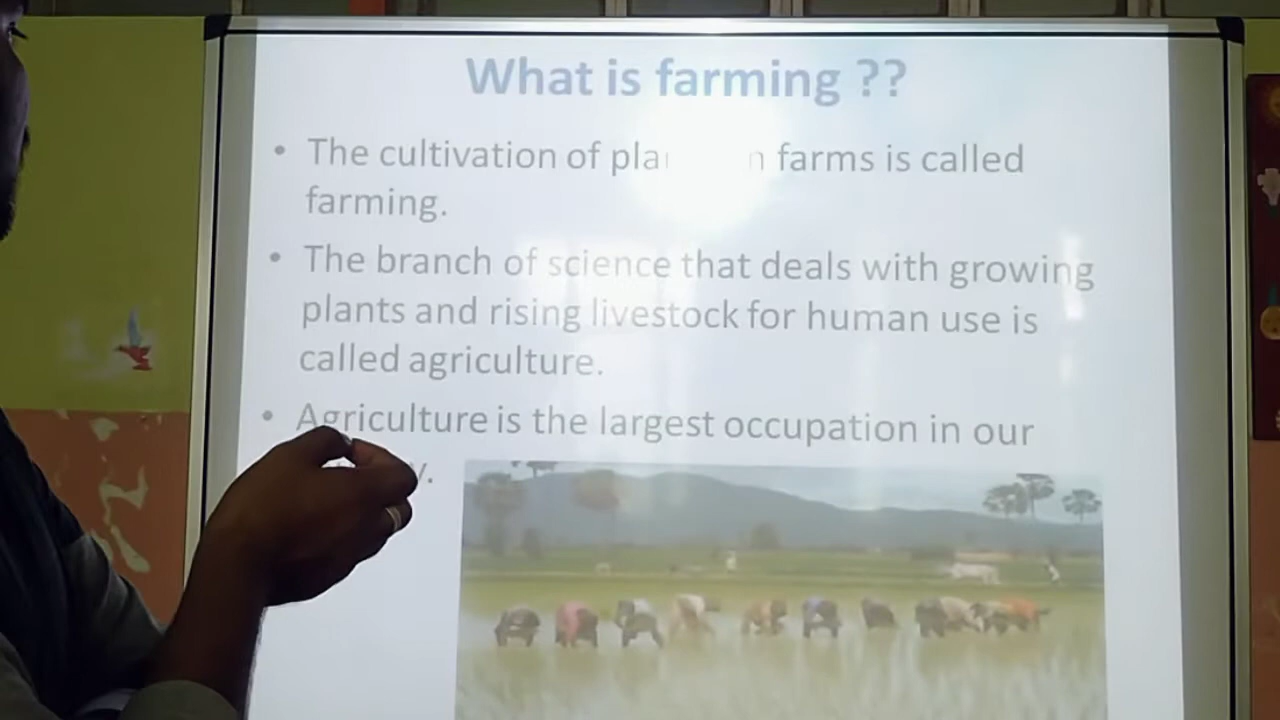 What is farming ??
• The cultivation of pla n farms is called
farming.
• The branch of science that deals with growing
plants and rising livestock for human use is
called agriculture.
• Agriculture is the largest occupation in our